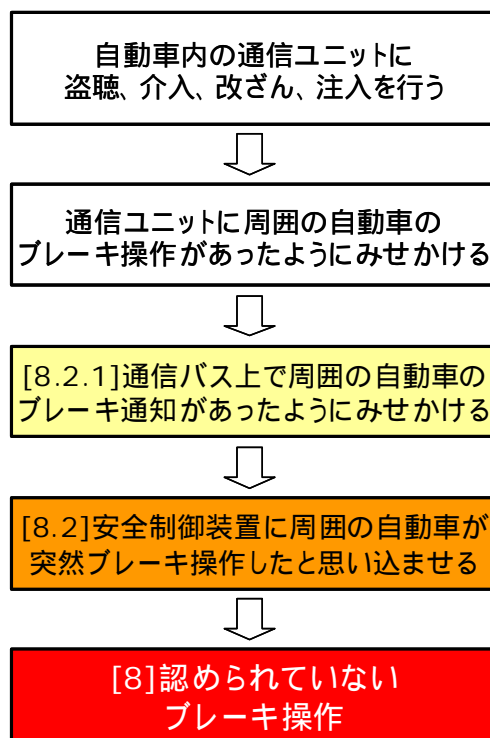 自動車内の通信ユニットに
盗聴、介入、改ざん、注入を行う
通信ユニットに周囲の自動車の
ブレーキ操作があったようにみせかける
[8.2.1]通信バス上で周囲の自動車の
ブレーキ通知があったようにみせかける
[8.2]安全制御装置に周囲の自動車が
突然ブレーキ操作したと思い込ませる
[8]認められていない
ブレーキ操作